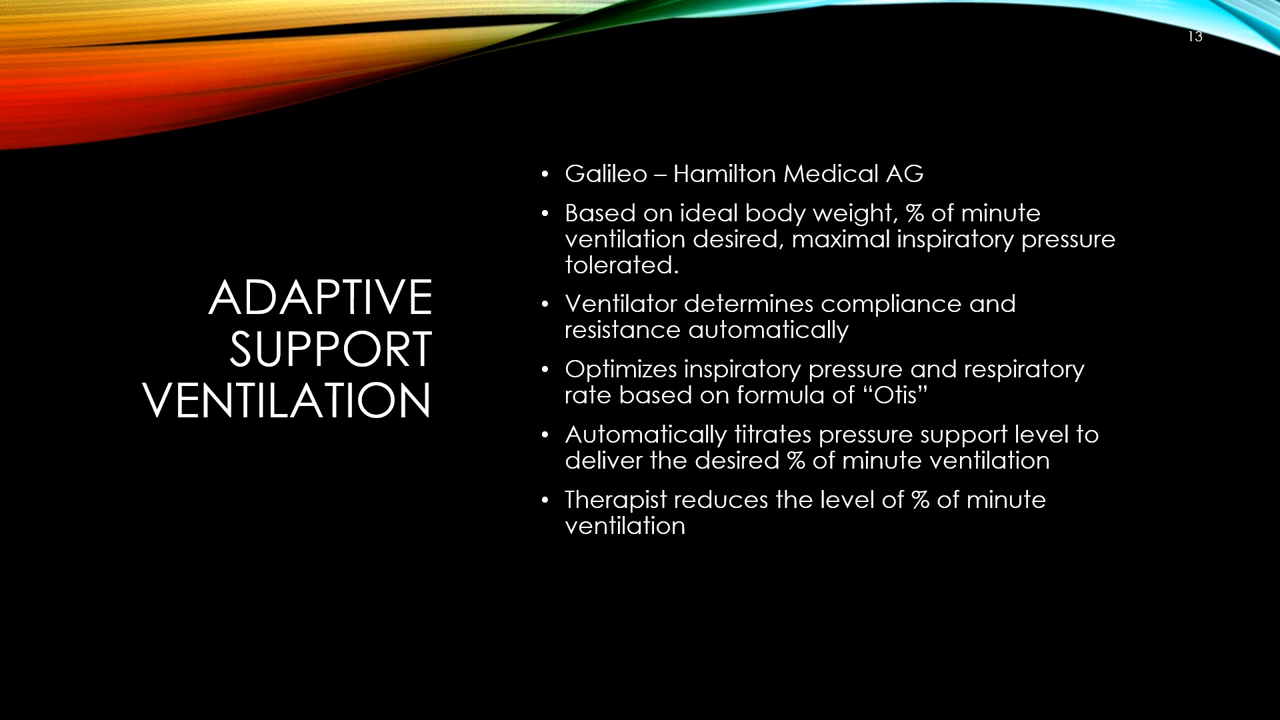 13
ADAPTIVE
SUPPORT
VENTILATION
• Galileo – Hamilton Medical AG
• Based on ideal body weight, % of minute
ventilation desired, maximal inspiratory pressure
tolerated.
• Ventilator determines compliance and
resistance automatically
• Optimizes inspiratory pressure and respiratory
rate based on formula of “Otis”
• Automatically titrates pressure support level to
deliver the desired % of minute ventilation
• Therapist reduces the level of % of minute
ventilation